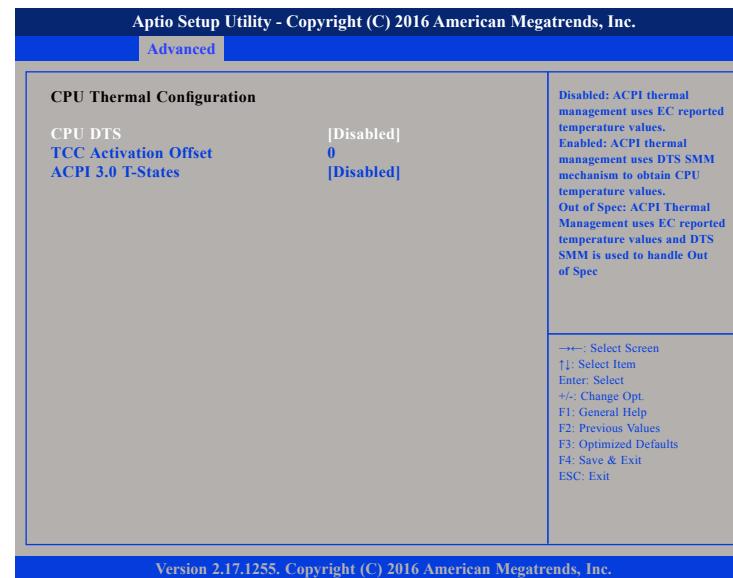 Aptio Setup Utility - Copyright (C) 2016 American Megatrends, Inc.
Advanced
CPU Thermal Configuration
CPU DTS [Disabled]
TCC Activation Offset 0
ACPI 3.0 T-States [Disabled]
Disabled: ACPI thermal
management uses EC reported
temperature values.
Enabled: ACPI thermal
management uses DTS SMM
mechanism to obtain CPU
temperature values.
Out of Spec: ACPI Thermal
Management uses EC reported
temperature values and DTS
SMM is used to handle Out
of Spec
→←: Select Screen
↑↓: Select Item
Enter: Select
+/-: Change Opt.
F1: General Help
F2: Previous Values
F3: Optimized Defaults
F4: Save & Exit
ESC: Exit
Version 2.17.1255. Copyright (C) 2016 American Megatrends, Inc.